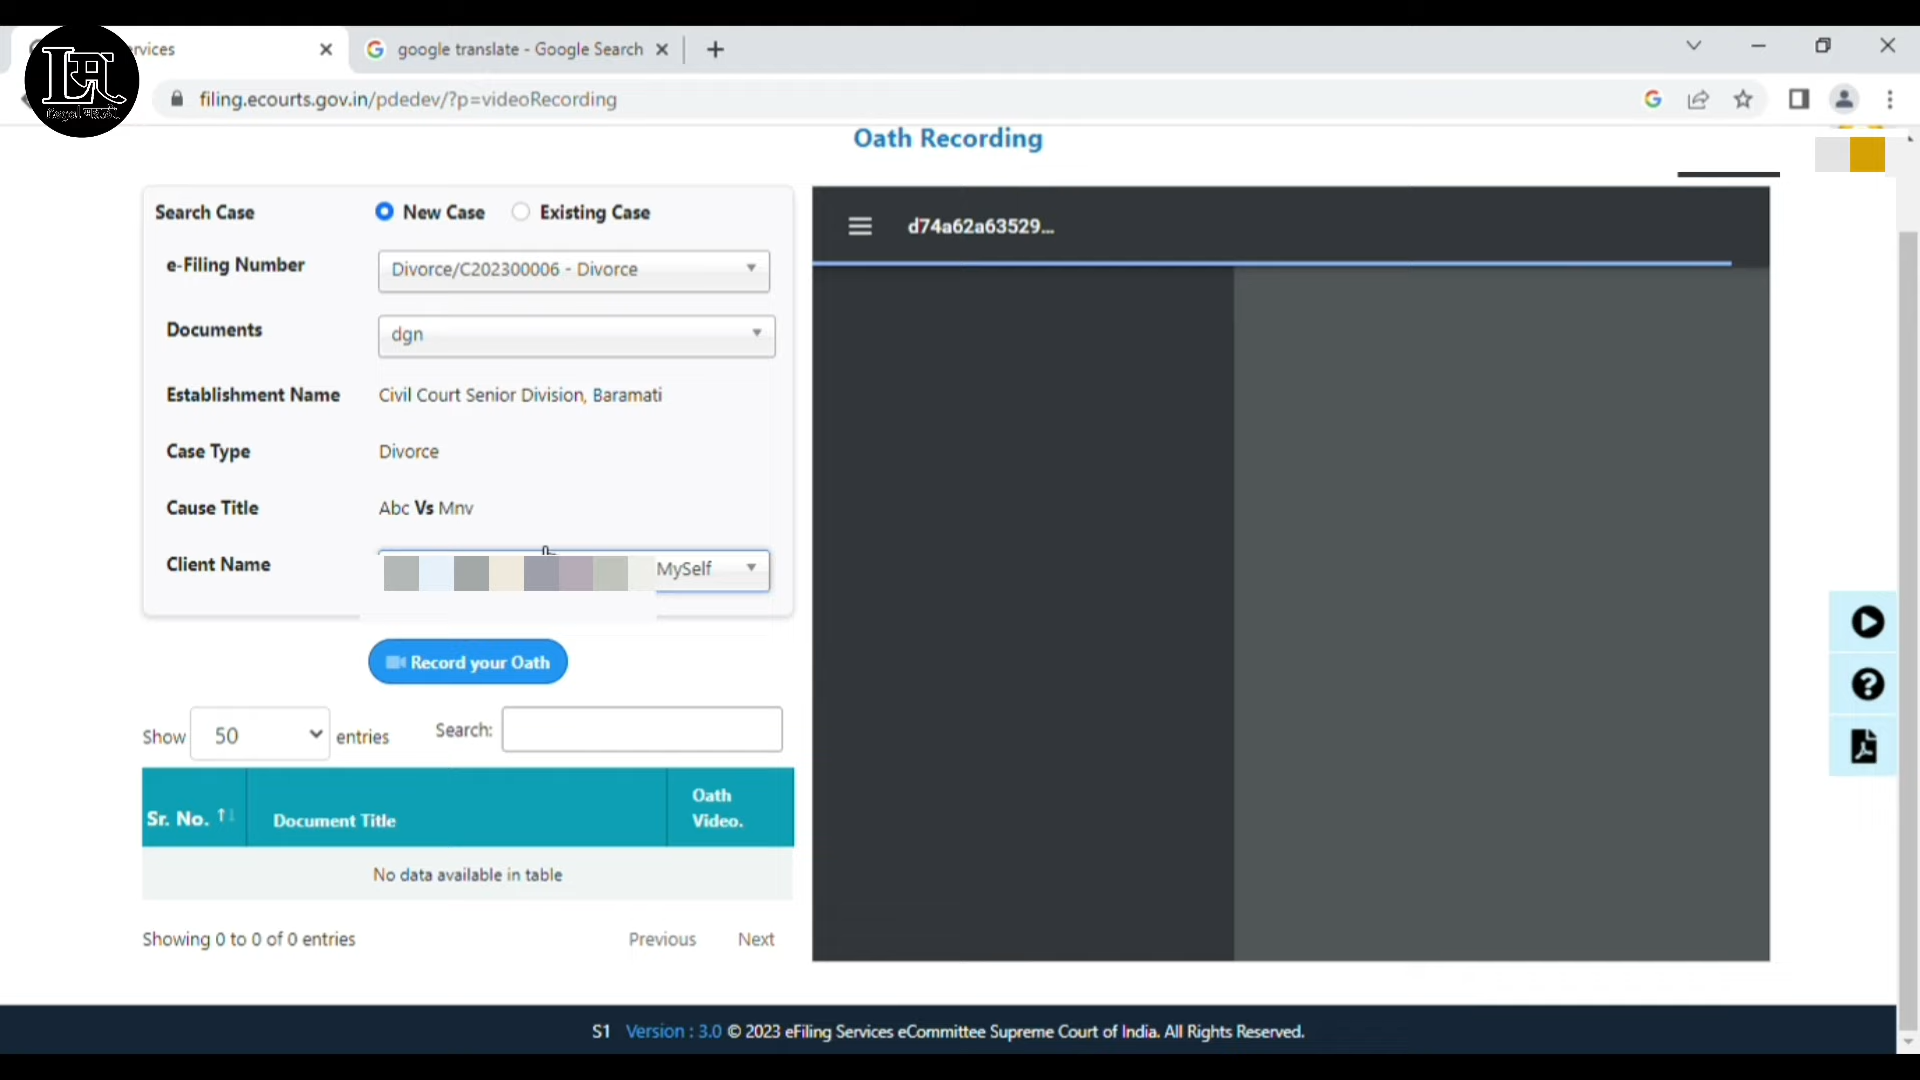 rvices
google translate - Google Search
filing.ecourts.gov.in/pdedev/?p=videoRecording
Oath Recording
Search Case
New Case
Existing Case
e-Filing Number
Divorce/C202300006 - Divorce
Documents
dgn
Establishment Name
Civil Court Senior Division, Baramati
Case Type
Divorce
Cause Title
Abc Vs Mnv
Client Name
MySelf
Record your Oath
Show 50 entries
Search:
Sr. No.
Document Title
Oath
Video.
No data available in table
Showing 0 to 0 of 0 entries
Previous
Next
d74a62a63529...
S1 Version : 3.0 © 2023 eFiling Services eCommittee Supreme Court of India. All Rights Reserved.